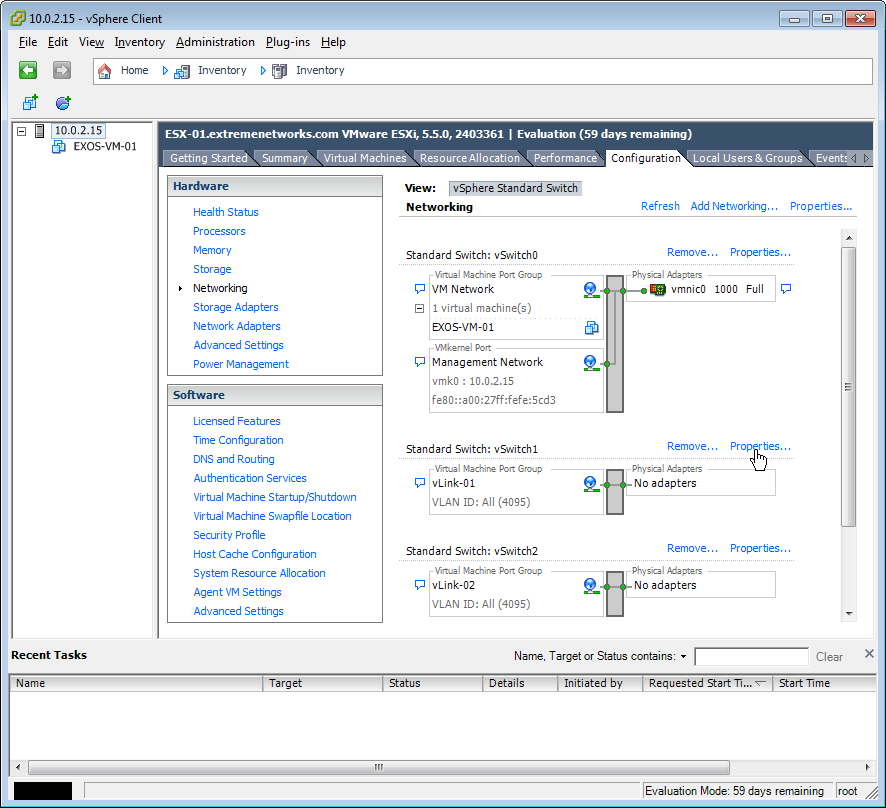 10.0.2.15 - vSphere Client
File Edit View Inventory Administration Plug-ins Help
Home Inventory Inventory
10.0.2.15
EXOS-VM-01
ESX-01.extremenetworks.com VMware ESXi, 5.5.0, 2403361 | Evaluation (59 days remaining)
Getting Started Summary Virtual Machines Resource Allocation Performance Configuration Local Users & Groups Events
Hardware
Health Status
Processors
Memory
Storage
Networking
Storage Adapters
Network Adapters
Advanced Settings
Power Management
Software
Licensed Features
Time Configuration
DNS and Routing
Authentication Services
Virtual Machine Startup/Shutdown
Virtual Machine Swapfile Location
Security Profile
Host Cache Configuration
System Resource Allocation
Agent VM Settings
Advanced Settings
View: vSphere Standard Switch
Networking Refresh Add Networking... Properties...
Standard Switch: vSwitch0 Remove... Properties...
Virtual Machine Port Group Physical Adapters
VM Network vmnic0 1000 Full
1 virtual machine(s)
EXOS-VM-01
VMkernel Port
Management Network
vmk0 : 10.0.2.15
fe80::a00:27ff:fefe:5cd3
Standard Switch: vSwitch1 Remove... Properties...
Virtual Machine Port Group Physical Adapters
vLink-01 No adapters
VLAN ID: All (4095)
Standard Switch: vSwitch2 Remove... Properties...
Virtual Machine Port Group Physical Adapters
vLink-02 No adapters
VLAN ID: All (4095)
Recent Tasks Name, Target or Status contains: Clear
Name Target Status Details Initiated by Requested Start Ti... Start Time
Evaluation Mode: 59 days remaining root